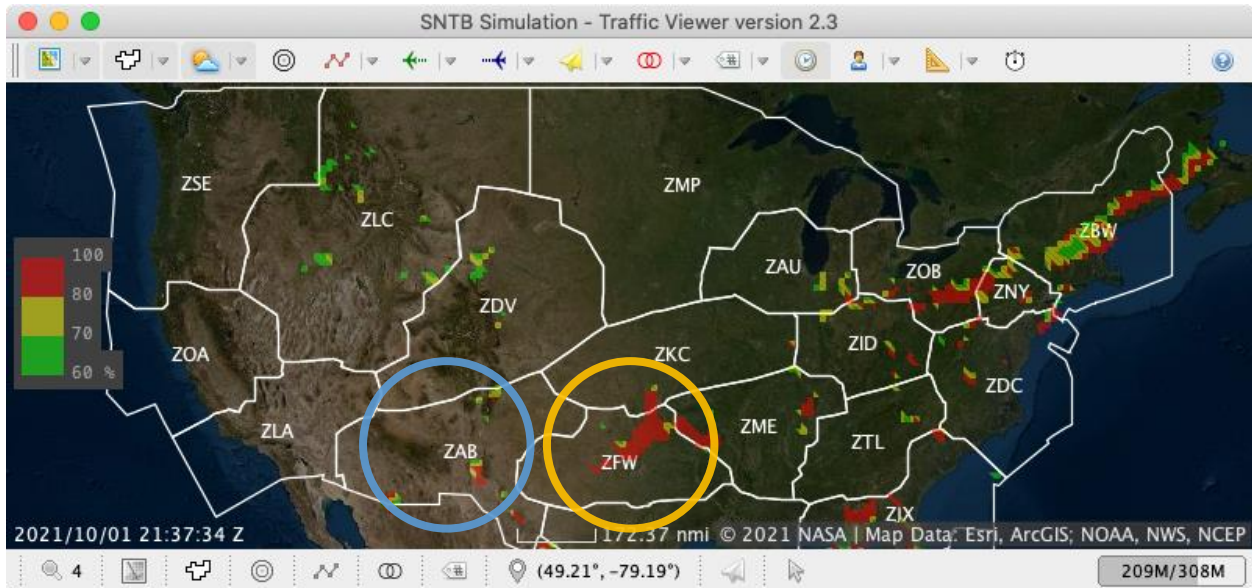 SNTB Simulation - Traffic Viewer version 2.3
ZSE
ZMP
ZLC
ZBW
100
80
70
60 %
ZAU
ZOB
ZNY
ZDV
ZOA
ZKC
ZID
ZDC
ZLA
ZAB
ZFW
ZME
ZTL
ZJX
2021/10/01 21:37:34 Z
172.37 nmi © 2021 NASA | Map Data: Esri, ArcGIS; NOAA, NWS, NCEP
4
(49.21°, -79.19°)
209M/308M